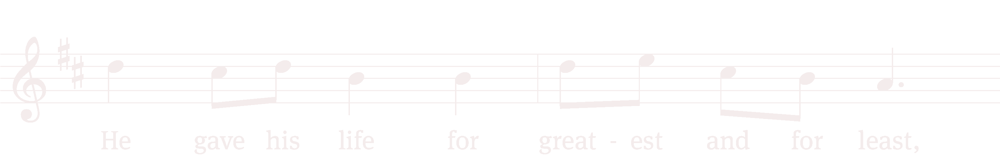 He gave his life for great - est and for least,